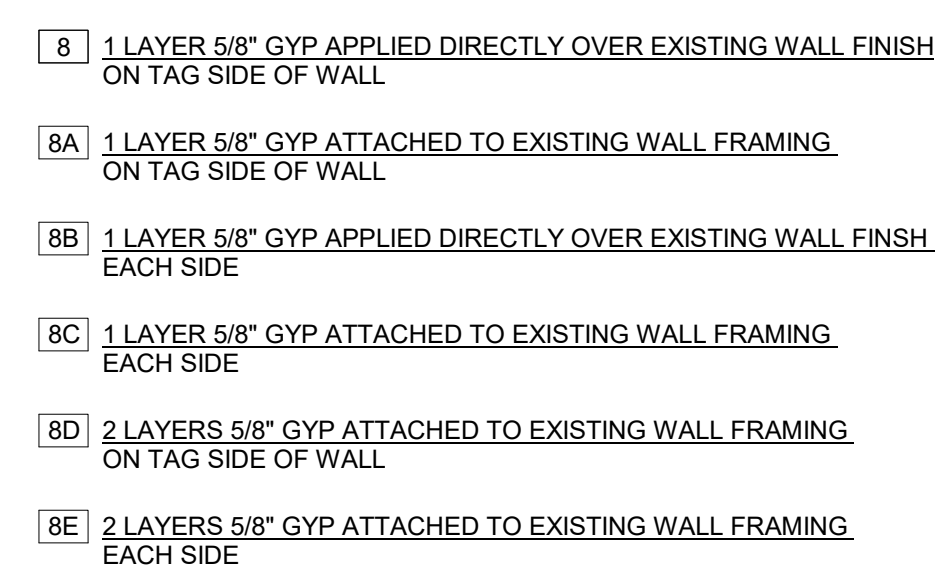 8 1 LAYER 5/8" GYP APPLIED DIRECTLY OVER EXISTING WALL FINISH
ON TAG SIDE OF WALL
8A 1 LAYER 5/8" GYP ATTACHED TO EXISTING WALL FRAMING
ON TAG SIDE OF WALL
8B 1 LAYER 5/8" GYP APPLIED DIRECTLY OVER EXISTING WALL FINSH
EACH SIDE
8C 1 LAYER 5/8" GYP ATTACHED TO EXISTING WALL FRAMING
EACH SIDE
8D 2 LAYERS 5/8" GYP ATTACHED TO EXISTING WALL FRAMING
ON TAG SIDE OF WALL
8E 2 LAYERS 5/8" GYP ATTACHED TO EXISTING WALL FRAMING
EACH SIDE